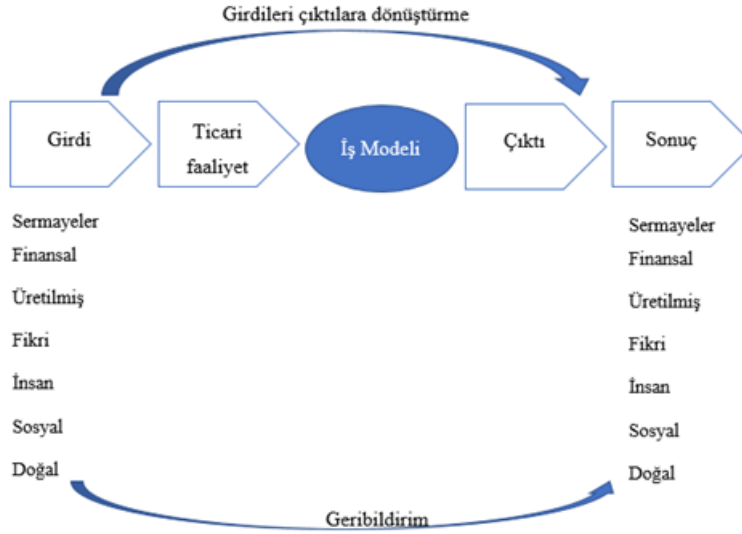 Girdileri çıktılara dönüştürme
Girdi
Ticari
faaliyet
İş Modeli
Çıktı
Sonuç
Sermayeler
Finansal
Üretilmiş
Fikri
İnsan
Sosyal
Doğal
Sermayeler
Finansal
Üretilmiş
Fikri
İnsan
Sosyal
Doğal
Geribildirim